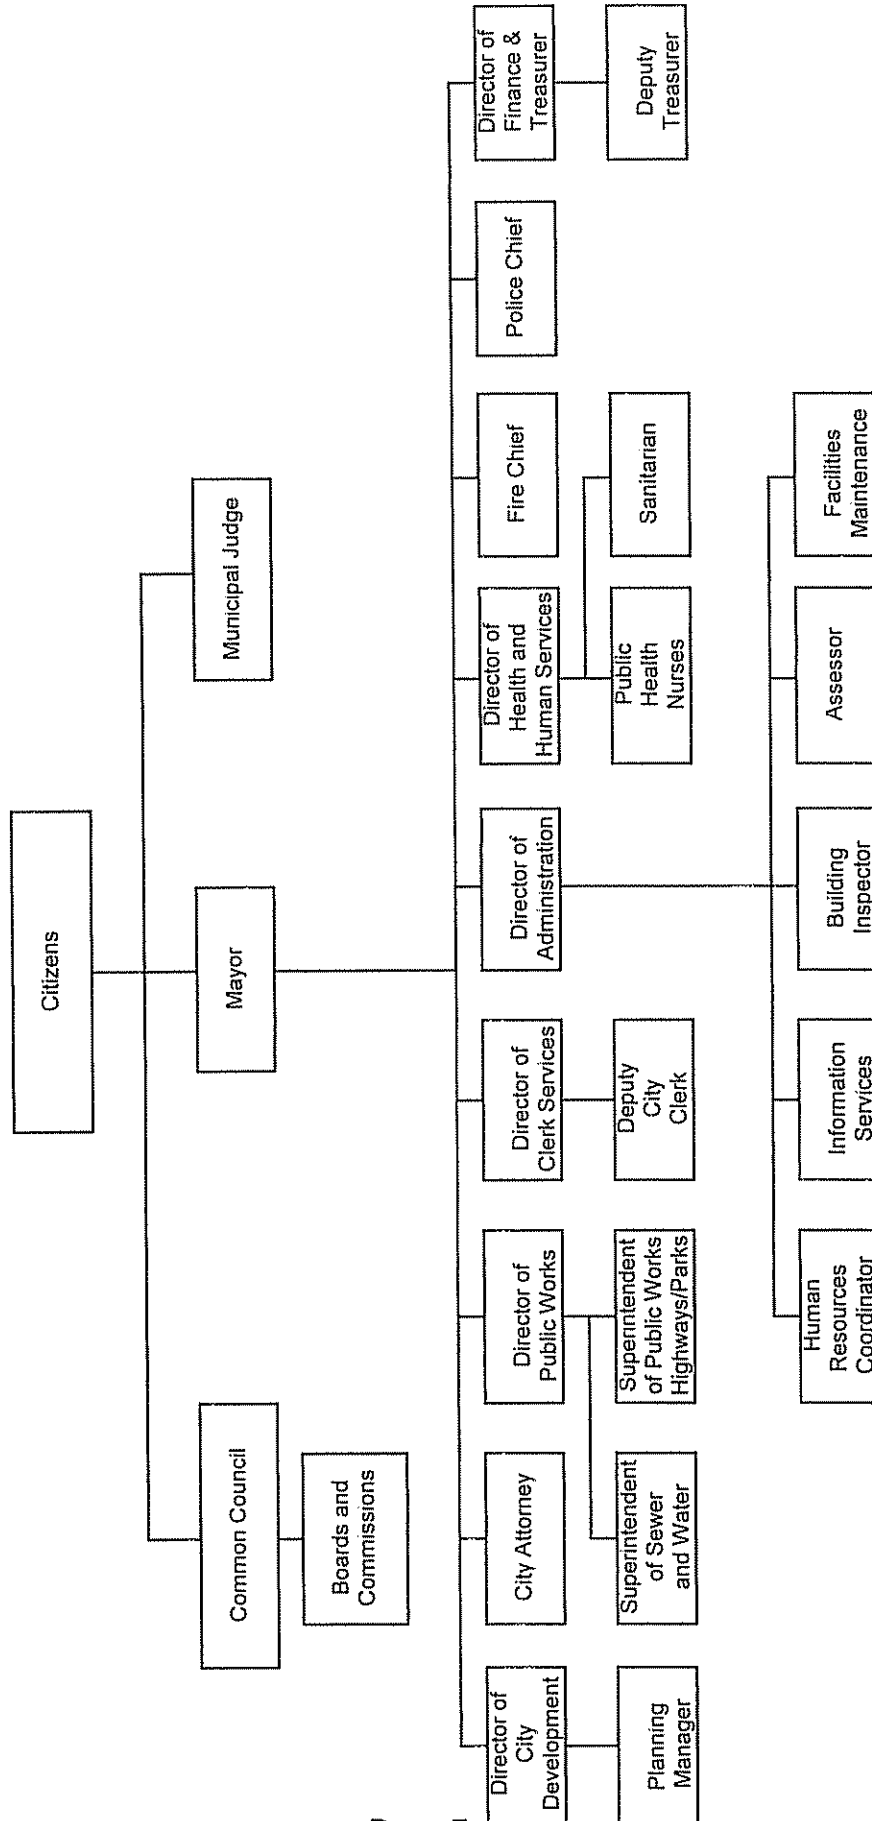 Citizens
Common Council
Mayor
Municipal Judge
Boards and
Commissions
Director of
City
Development
City Attorney
Director of
Public Works
Director of
Clerk Services
Director of
Administration
Director of
Health and
Human Services
Fire Chief
Police Chief
Director of
Finance &
Treasurer
Planning
Manager
Superintendent
of Sewer
and Water
Superintendent
of Public Works
Highways/Parks
Deputy
City
Clerk
Public
Health
Nurses
Sanitarian
Deputy
Treasurer
Human
Resources
Coordinator
Information
Services
Building
Inspector
Assessor
Facilities
Maintenance